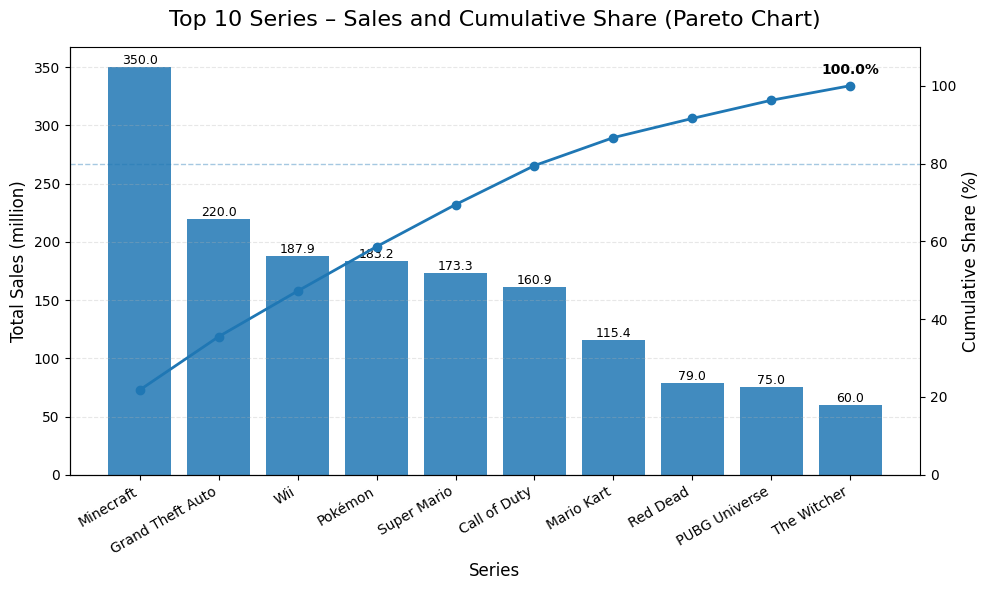 Top 10 Series – Sales and Cumulative Share (Pareto Chart)
Total Sales (million)
350
300
250
200
150
100
50
0
350.0
220.0
187.9
183.2
173.3
160.9
115.4
79.0
75.0
60.0
100.0%
100
80
60
40
20
0
Cumulative Share (%)
Minecraft
Grand Theft Auto
Wii
Pokémon
Super Mario
Call of Duty
Mario Kart
Red Dead
PUBG Universe
The Witcher
Series